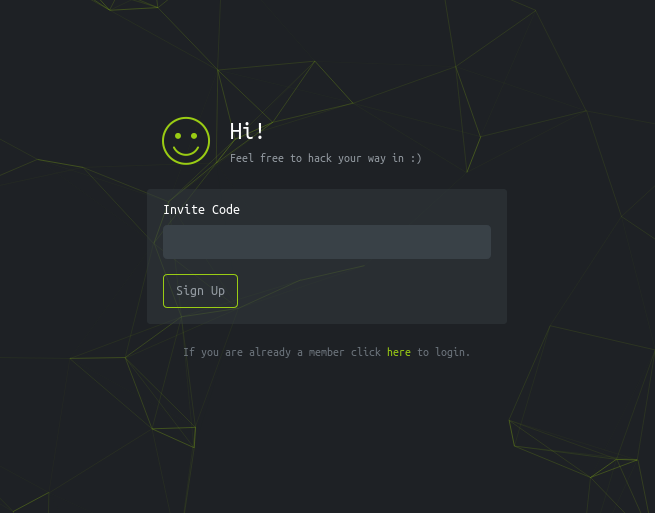 Hi!
Feel free to hack your way in :)
Invite Code
Sign Up
If you are already a member click here to login.